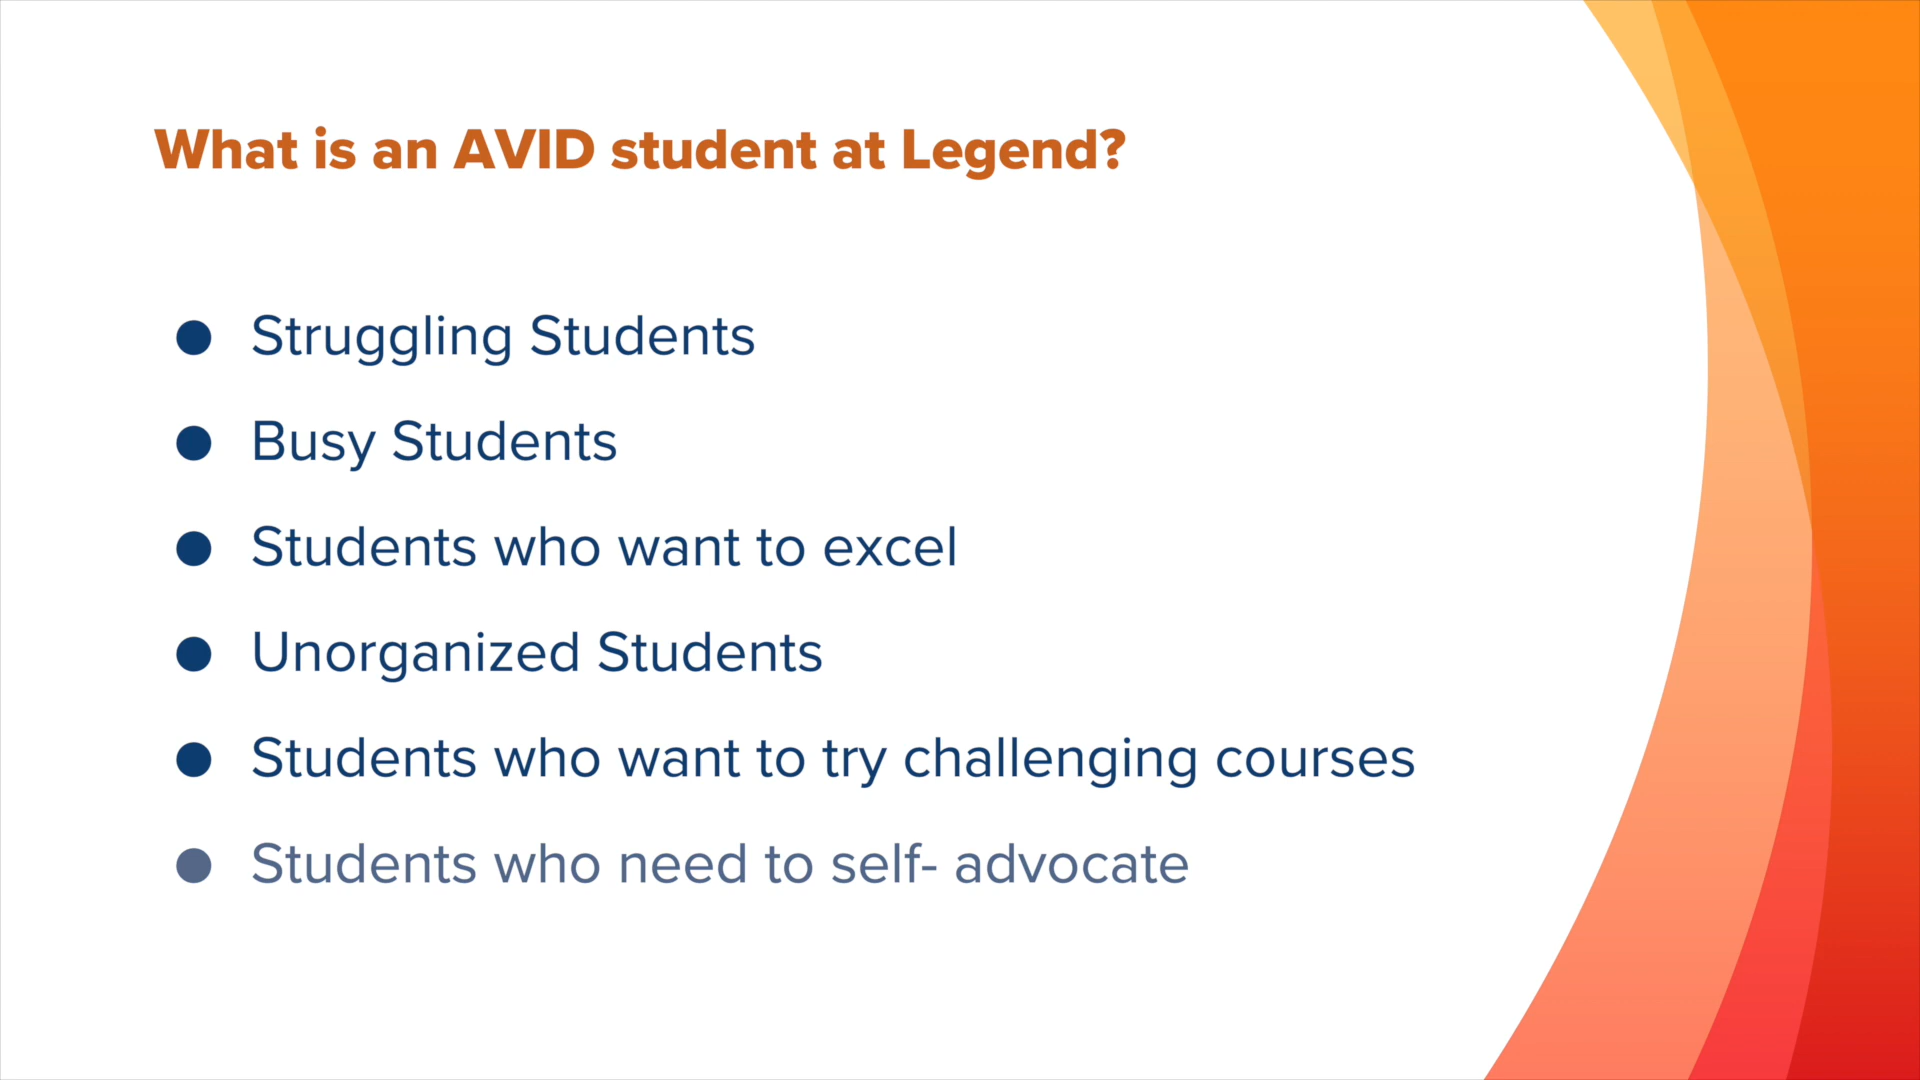 What is an AVID student at Legend?
● Struggling Students
● Busy Students
● Students who want to excel
● Unorganized Students
● Students who want to try challenging courses
● Students who need to self- advocate